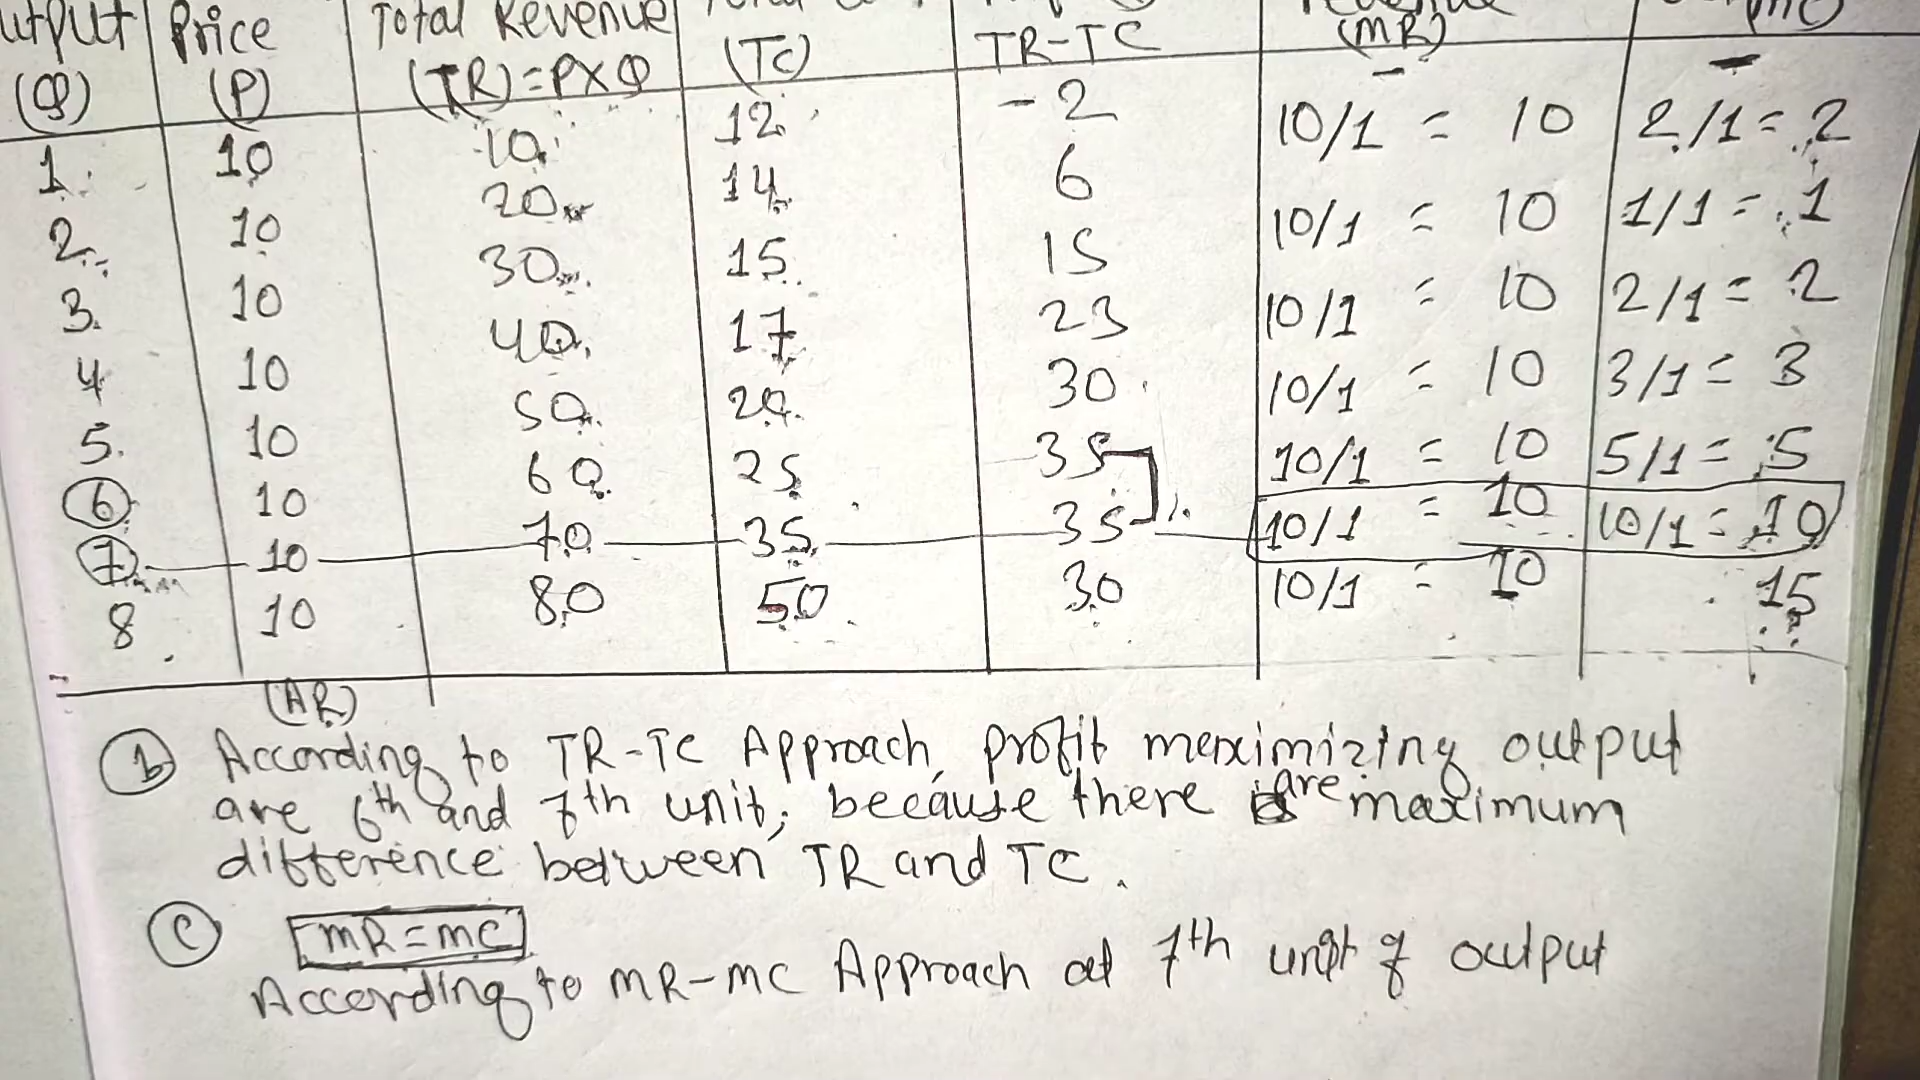 Output Price Total Revenue
(Q) (P) (TR)=PXQ (TC) TR-TC (MR)
1. 10 10 12 -2 - -
2. 10 20 14 6 10/1 = 10 2/1 = 2
3. 10 30 15 15 10/1 = 10 1/1 = 1
4 10 40 17 23 10/1 = 10 2/1 = 2
5. 10 50 20 30 10/1 = 10 3/1 = 3
6 10 60 25 35 10/1 = 10 5/1 = 5
7 10 70 35 35 10/1 = 10 10/1 = 10
8 10 80 50 30 10/1 = 10 15
(AR)
b According to TR-TC Approach, profit meximizing output
are 6th and 7th unit, because there are maximum
difference between TR and TC.
c MR=MC
According to MR-MC Approach at 7th unit of output